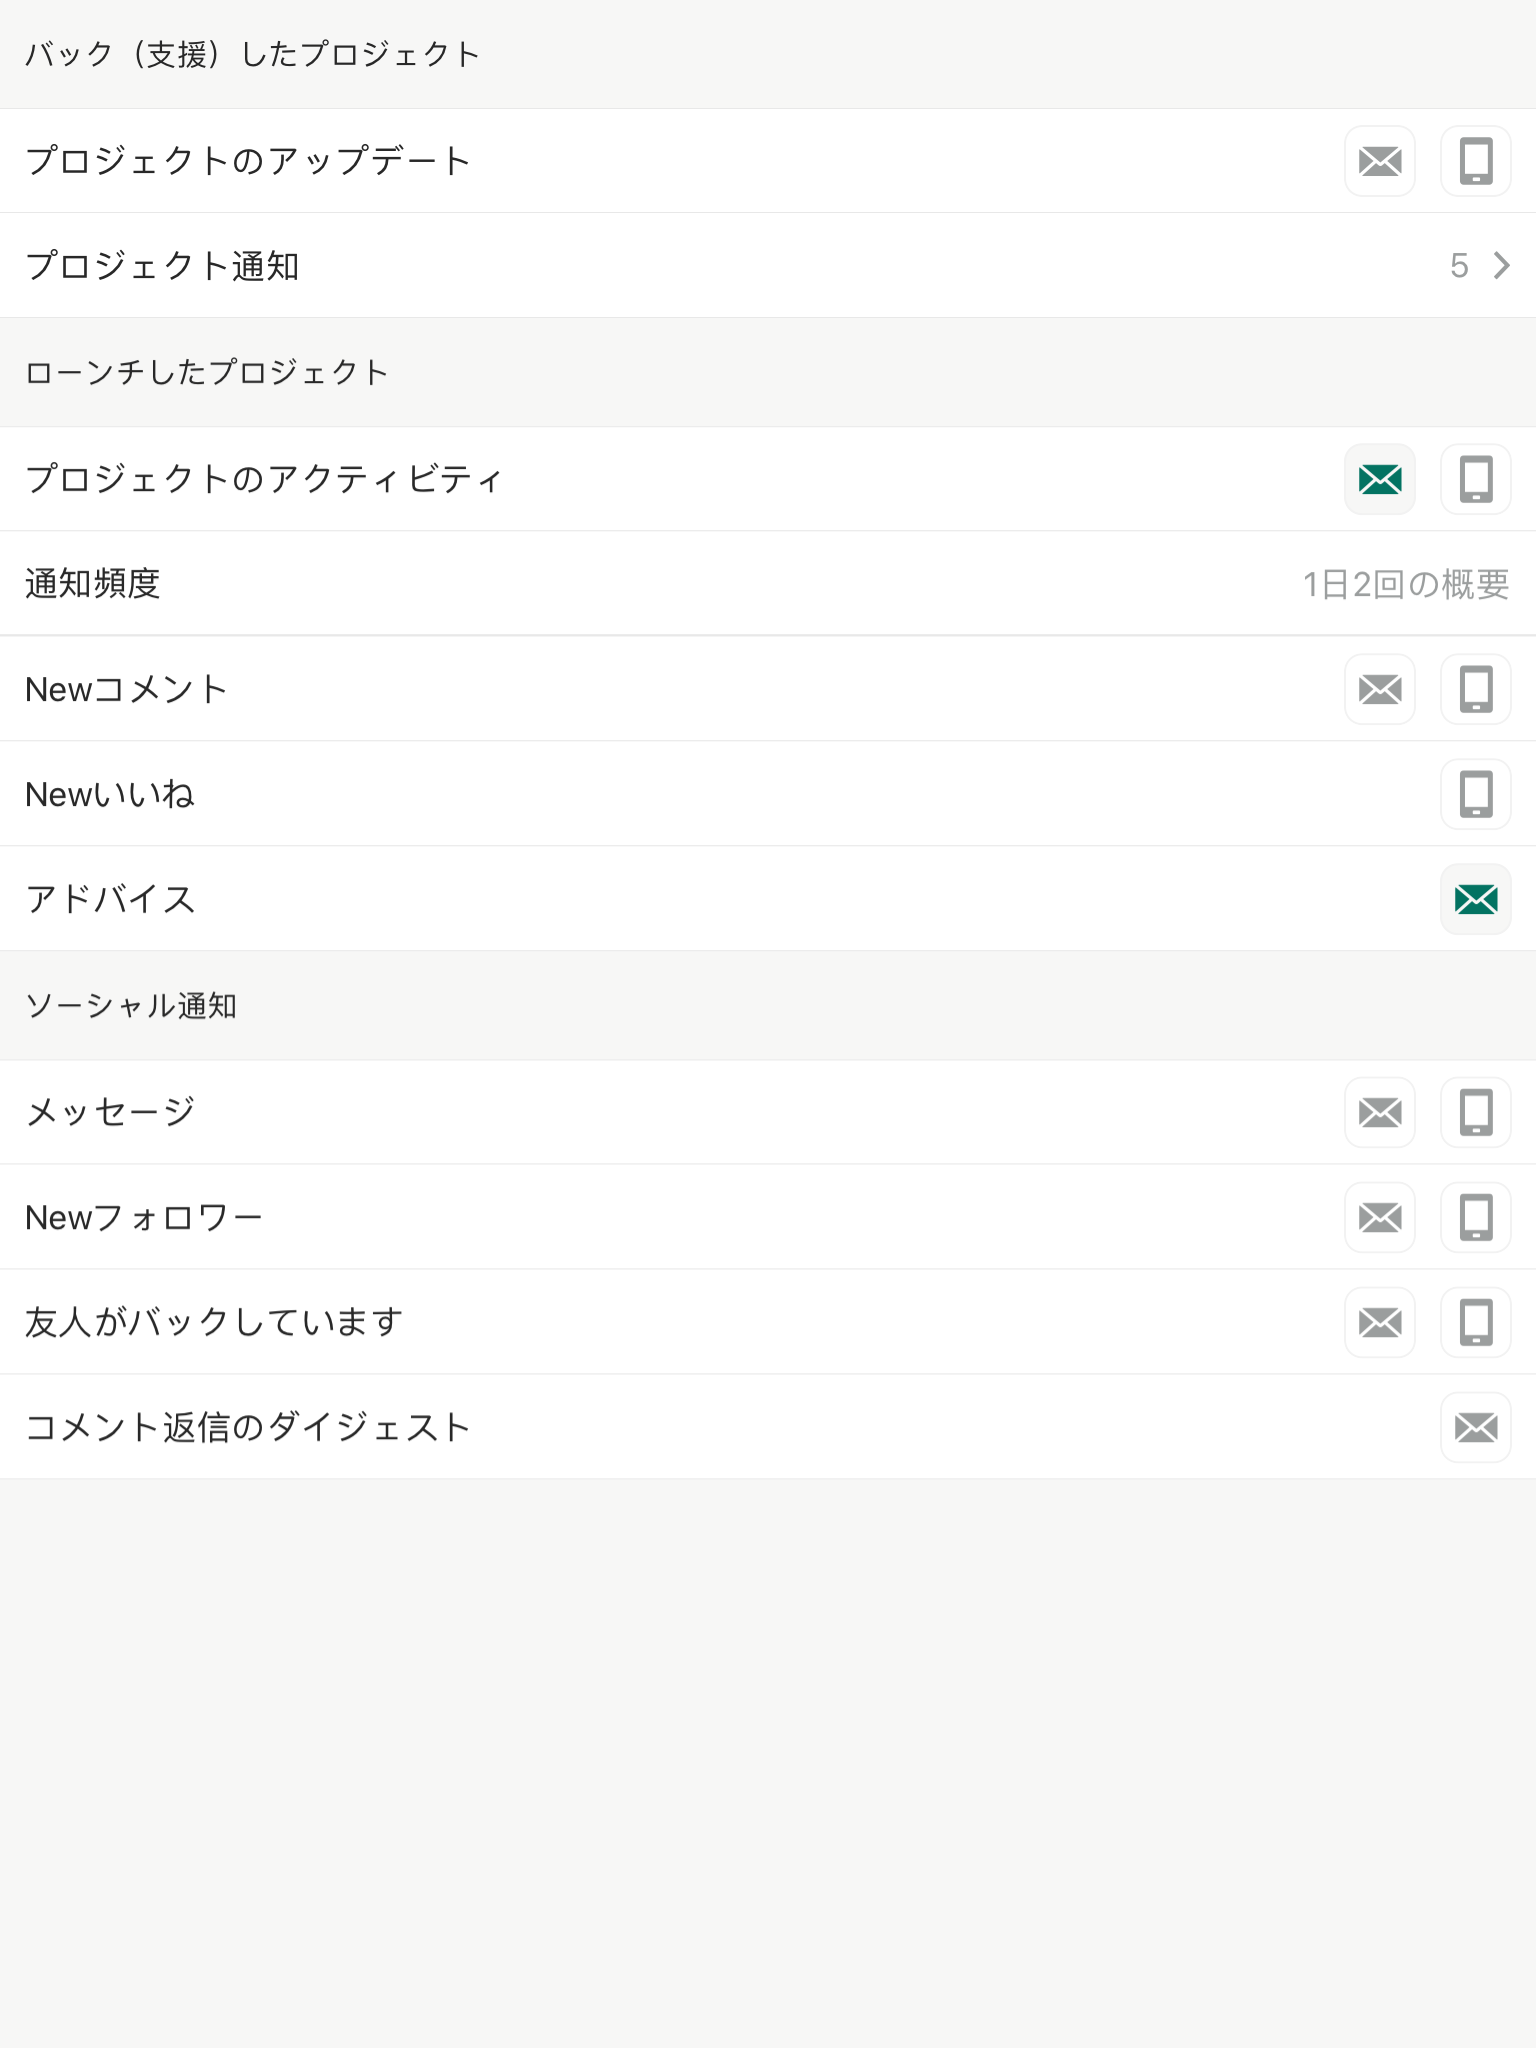 バック（支援）したプロジェクト
プロジェクトのアップデート
プロジェクト通知 5
ローンチしたプロジェクト
プロジェクトのアクティビティ
通知頻度 1日2回の概要
Newコメント
Newいいね
アドバイス
ソーシャル通知
メッセージ
Newフォロワー
友人がバックしています
コメント返信のダイジェスト